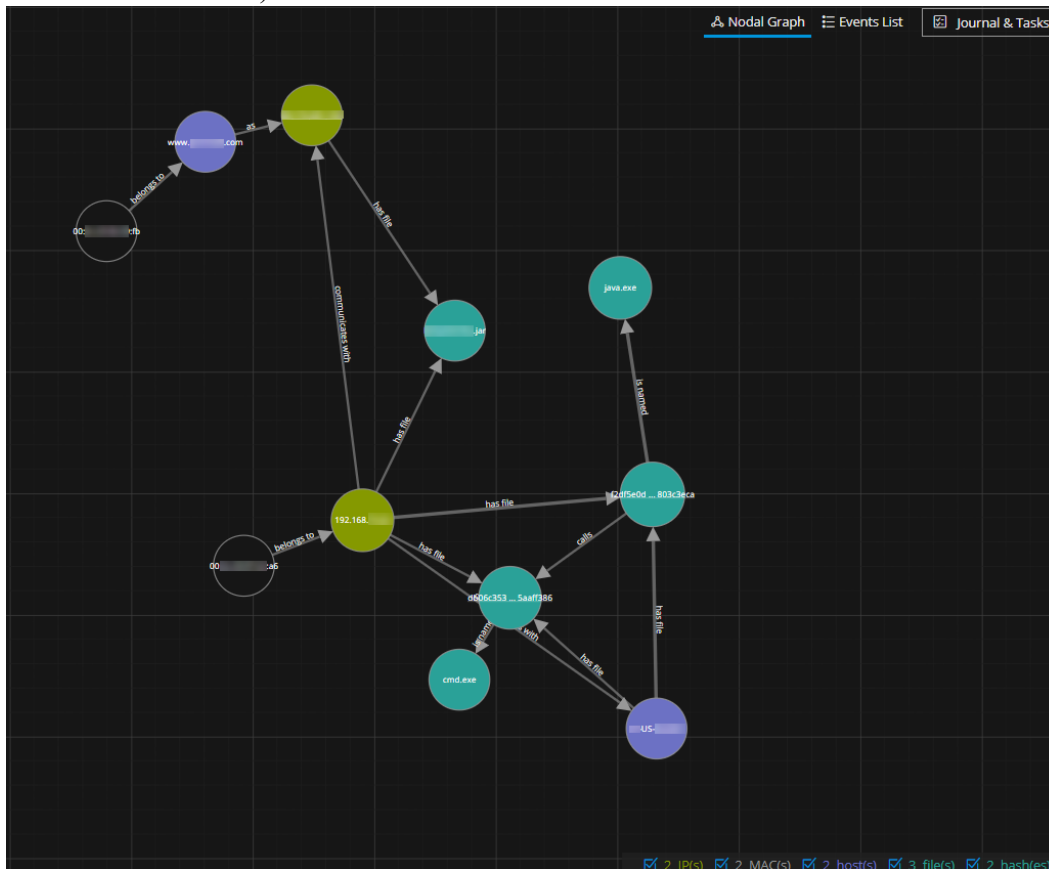 Nodal Graph
Events List
Journal & Tasks
as
www.
.com
belongs to
00:
:fb
has file
communicates with
java.exe
.jar
is named
has file
f2df5e0d ... 803c3eca
has file
192.168.
belongs to
calls
00
:a6
has file
d606c353 ... 5aaff386
has file
with
has file
cmd.exe
US-
2 IP(s)
2 MAC(s)
2 host(s)
3 file(s)
2 hash(es)